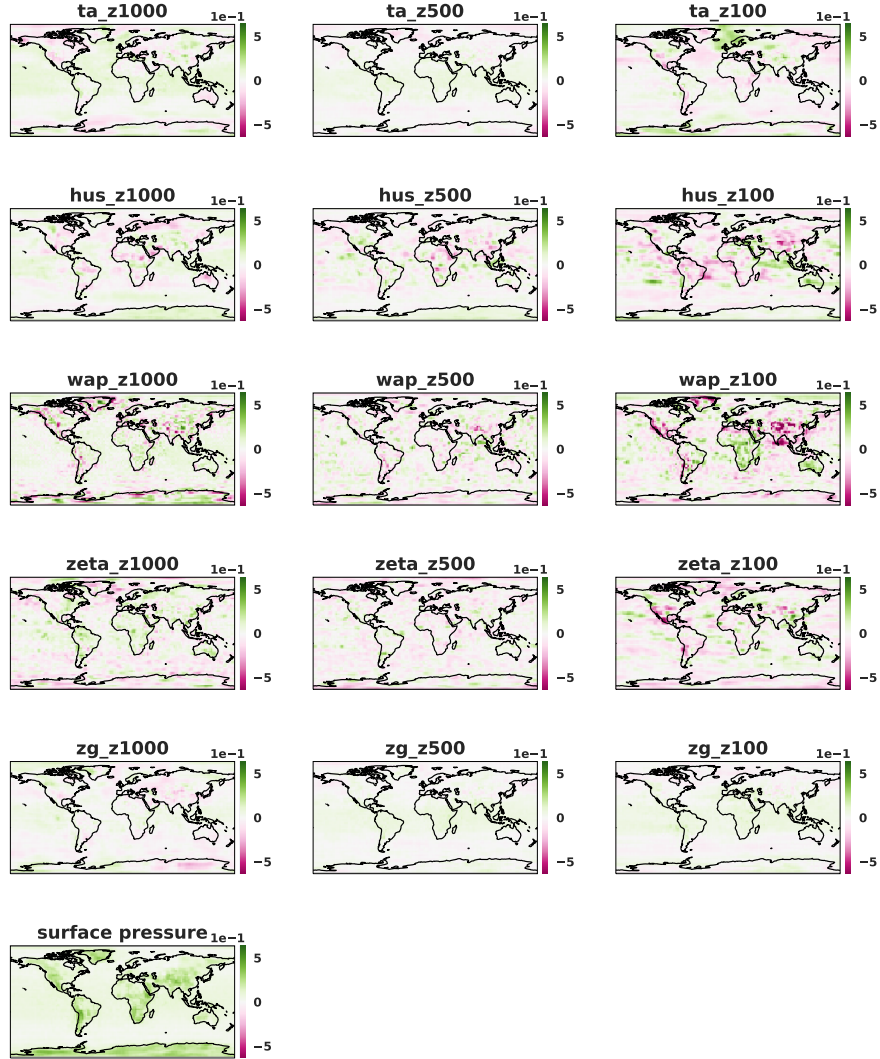 ta_z1000 ta_z500 ta_z100
1e−1 1e−1 1e−1
5 5 5
0 0 0
−5 −5 −5
hus_z1000 hus_z500 hus_z100
1e−1 1e−1 1e−1
5 5 5
0 0 0
−5 −5 −5
wap_z1000 wap_z500 wap_z100
1e−1 1e−1 1e−1
5 5 5
0 0 0
−5 −5 −5
zeta_z1000 zeta_z500 zeta_z100
1e−1 1e−1 1e−1
5 5 5
0 0 0
−5 −5 −5
zg_z1000 zg_z500 zg_z100
1e−1 1e−1 1e−1
5 5 5
0 0 0
−5 −5 −5
surface pressure
1e−1
5
0
−5